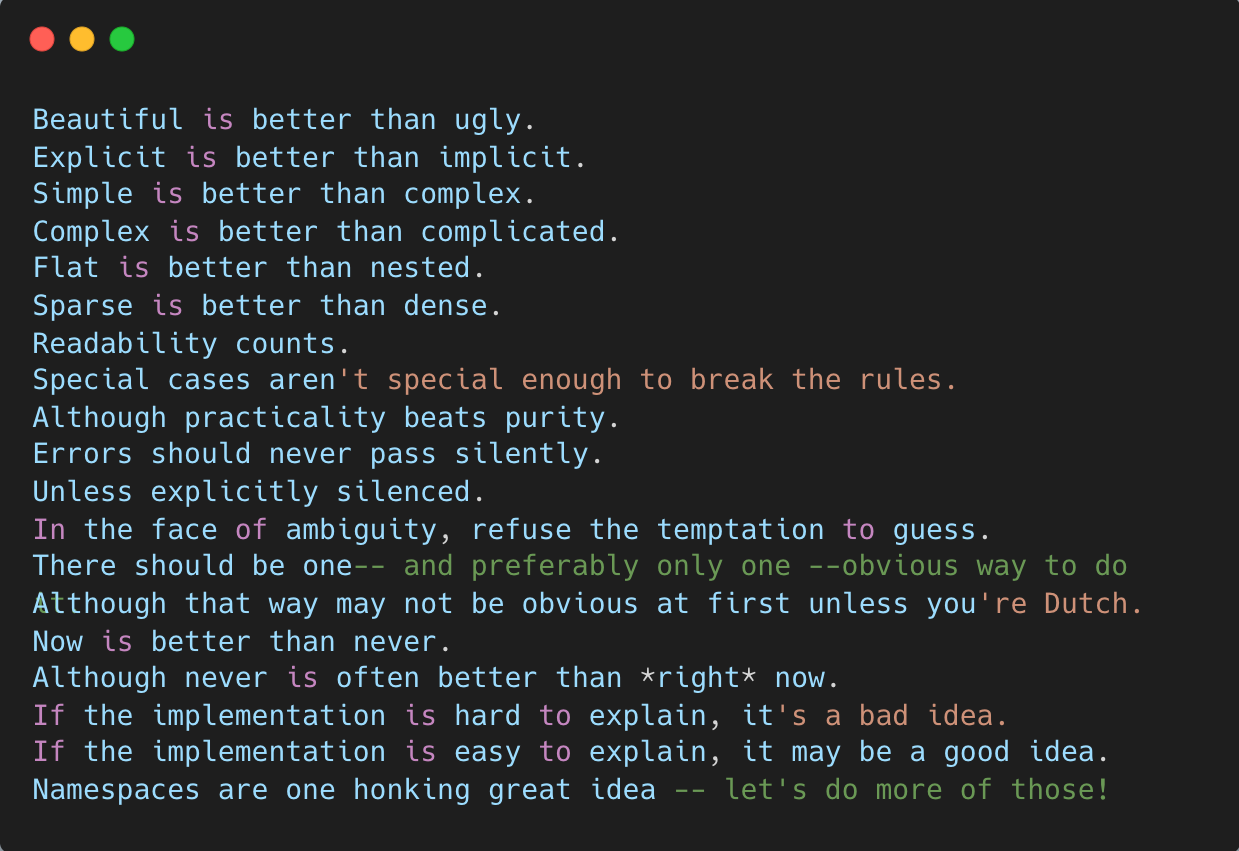 Beautiful is better than ugly.
Explicit is better than implicit.
Simple is better than complex.
Complex is better than complicated.
Flat is better than nested.
Sparse is better than dense.
Readability counts.
Special cases aren't special enough to break the rules.
Although practicality beats purity.
Errors should never pass silently.
Unless explicitly silenced.
In the face of ambiguity, refuse the temptation to guess.
There should be one-- and preferably only one --obvious way to do
Although that way may not be obvious at first unless you're Dutch.
Now is better than never.
Although never is often better than *right* now.
If the implementation is hard to explain, it's a bad idea.
If the implementation is easy to explain, it may be a good idea.
Namespaces are one honking great idea -- let's do more of those!